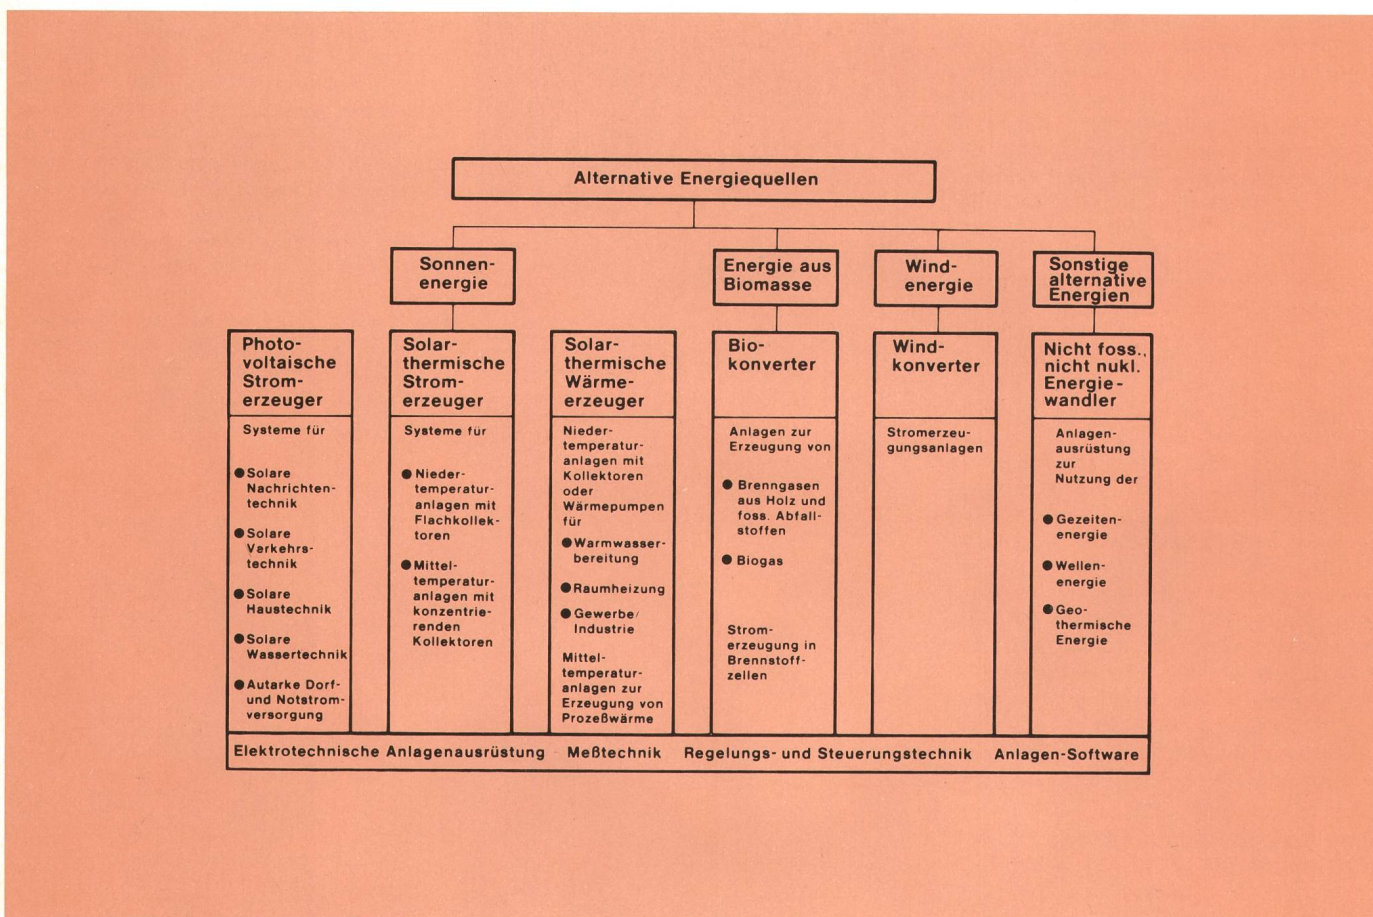 Alternative Energiequellen
Sonnen-
energie
Energie aus
Biomasse
Wind-
energie
Sonstige
alternative
Energien
Photo-
voltaische
Strom-
erzeuger
Systeme für
● Solare
Nachrichten-
technik
● Solare
Verkehrs-
technik
● Solare
Haustechnik
● Solare
Wassertechnik
● Autarke Dorf-
und Notstrom-
versorgung
Solar-
thermische
Strom-
erzeuger
Systeme für
● Nieder-
temperatur-
anlagen mit
Flachkollek-
toren
● Mittel-
temperatur-
anlagen mit
konzentrie-
renden
Kollektoren
Solar-
thermische
Wärme-
erzeuger
Nieder-
temperatur-
anlagen mit
Kollektoren
oder
Wärmepumpen
für
● Warmwasser-
bereitung
● Raumheizung
● Gewerbe/
Industrie
Mittel-
temperatur-
anlagen zur
Erzeugung von
Prozeßwärme
Bio-
konverter
Anlagen zur
Erzeugung von
● Brenngasen
aus Holz und
foss. Abfall-
stoffen
● Biogas
Strom-
erzeugung in
Brennstoff-
zellen
Wind-
konverter
Stromerzeu-
gungsanlagen
Nicht foss.,
nicht nukl.
Energie-
wandler
Anlagen-
ausrüstung
zur
Nutzung der
● Gezeiten-
energie
● Wellen-
energie
● Geo-
thermische
Energie
Elektrotechnische Anlagenausrüstung Meßtechnik Regelungs- und Steuerungstechnik Anlagen-Software